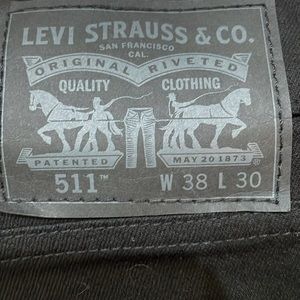 LEVI STRAUSS & CO.
SAN FRANCISCO
CAL.
ORIGINAL RIVETED
QUALITY CLOTHING
PATENTED MAY 20 1873 ®
511™ W 38 L 30